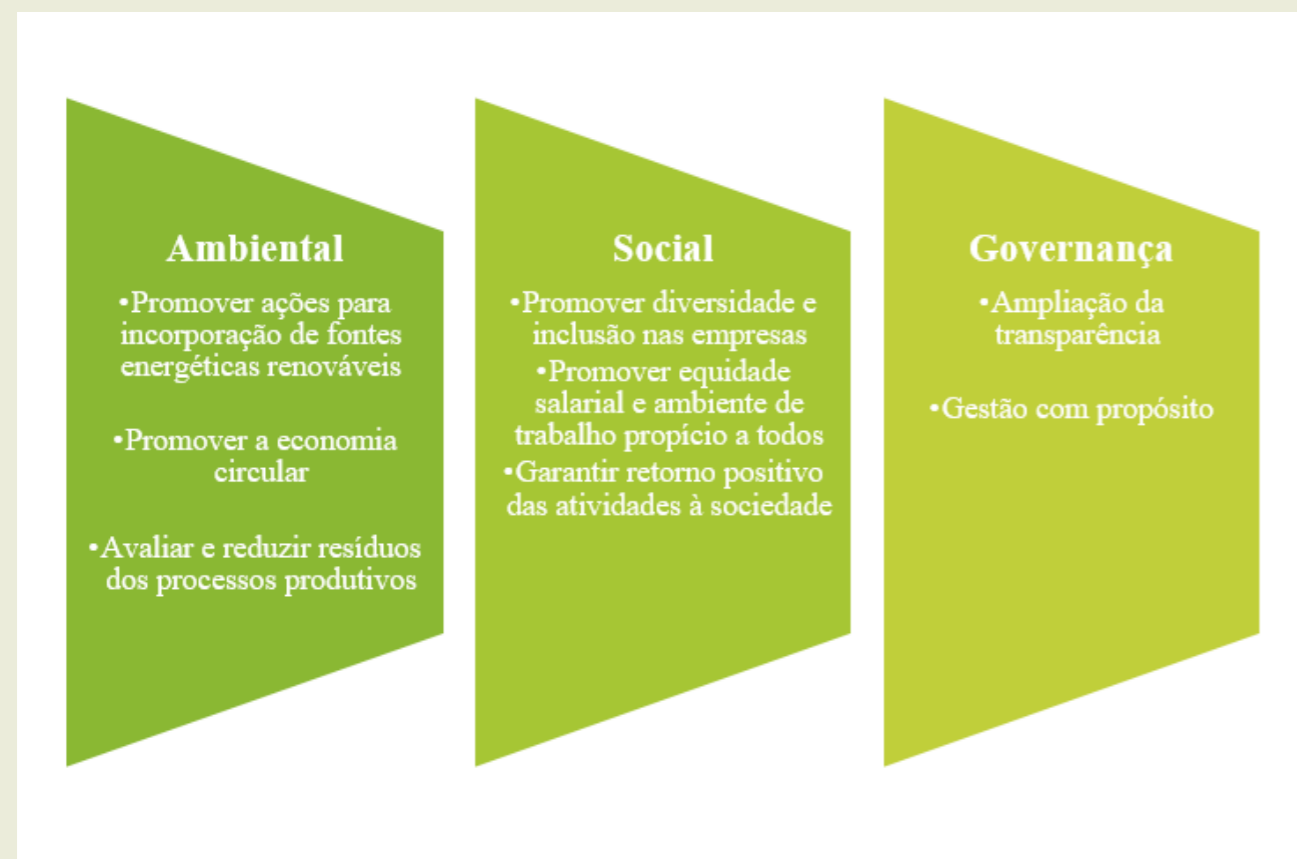 Ambiental
•Promover ações para
incorporação de fontes
energéticas renováveis
•Promover a economia
circular
•Avaliar e reduzir resíduos
dos processos produtivos
Social
•Promover diversidade e
inclusão nas empresas
•Promover equidade
salarial e ambiente de
trabalho propício a todos
•Garantir retorno positivo
das atividades à sociedade
Governança
•Ampliação da
transparência
•Gestão com propósito